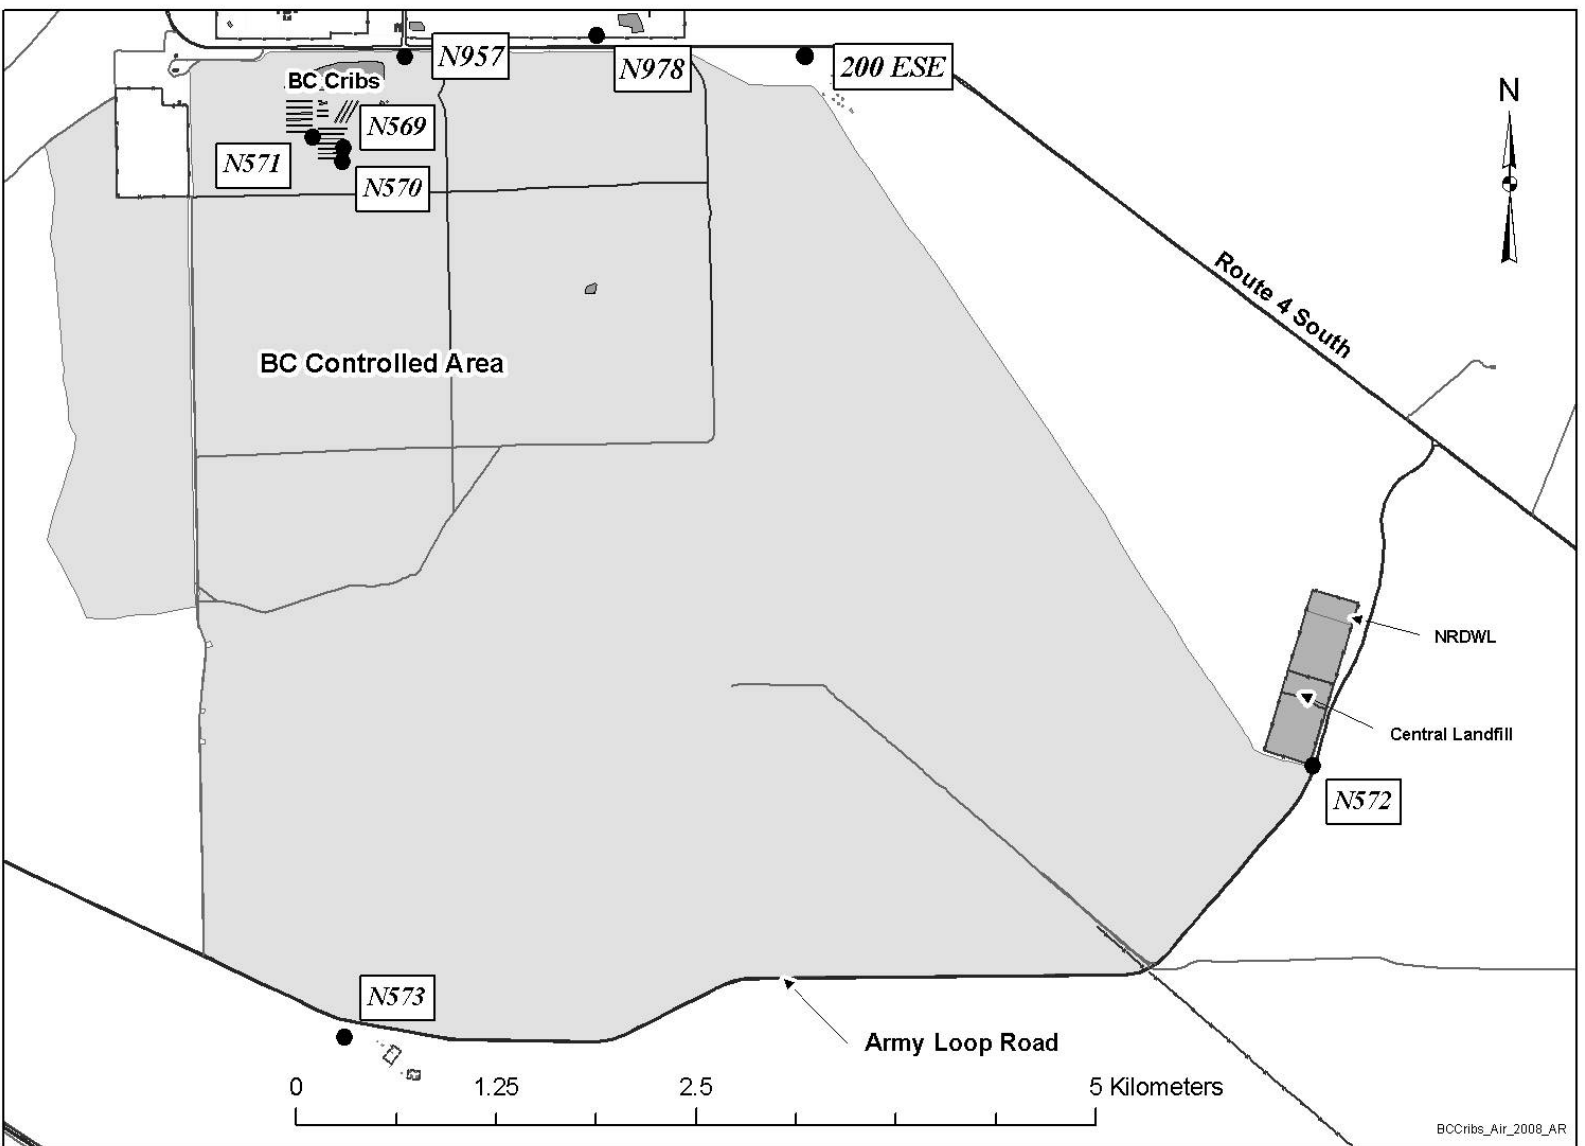 N957
N978
200 ESE
BC Cribs
N
N569
N571
N570
Route 4 South
BC Controlled Area
NRDWL
Central Landfill
N572
N573
Army Loop Road
0 1.25 2.5 5 Kilometers
BCCribs_Air_2008_AR